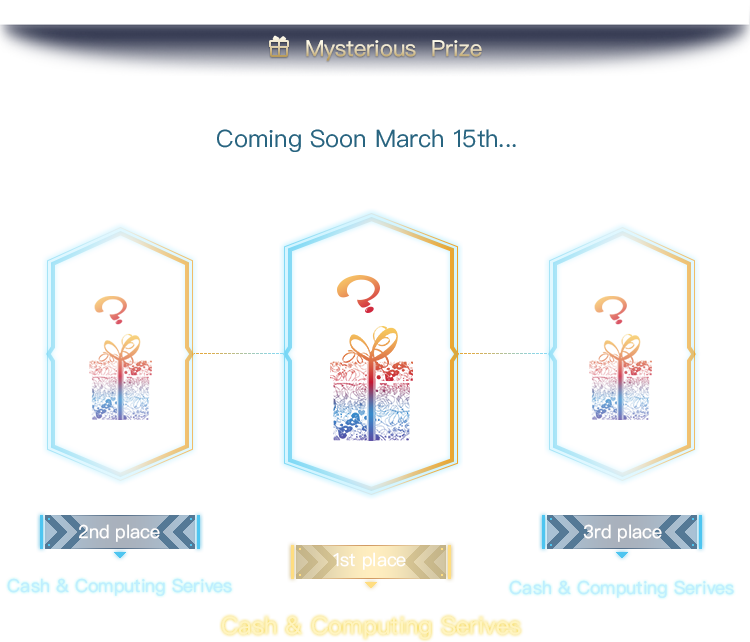 Mysterious Prize
Coming Soon March 15th...
2nd place
1st place
3rd place
Cash & Computing Serives
Cash & Computing Serives
Cash & Computing Serives